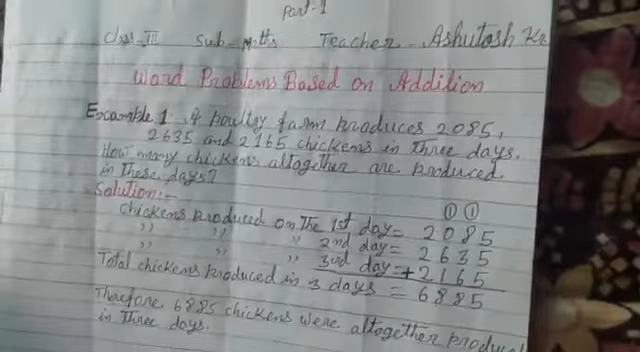 Part-1
Class-III Sub-Maths Teacher-Ashutosh Kr
Word Problems Based on Addition
Example 1. A Poultry farm Produces 2085,
2635 and 2165 chickens in three days.
How many chickens altogether are Produced
in these days?
Solution:-
① ①
chickens Produced on The 1st day = 2085
,, ,, ,, 2nd day = 2635
,, ,, ,, 3rd day = +2165
Total chickens Produced in 3 days = 6885
Therefore 6885 chickens were altogether Produce
in Three days.